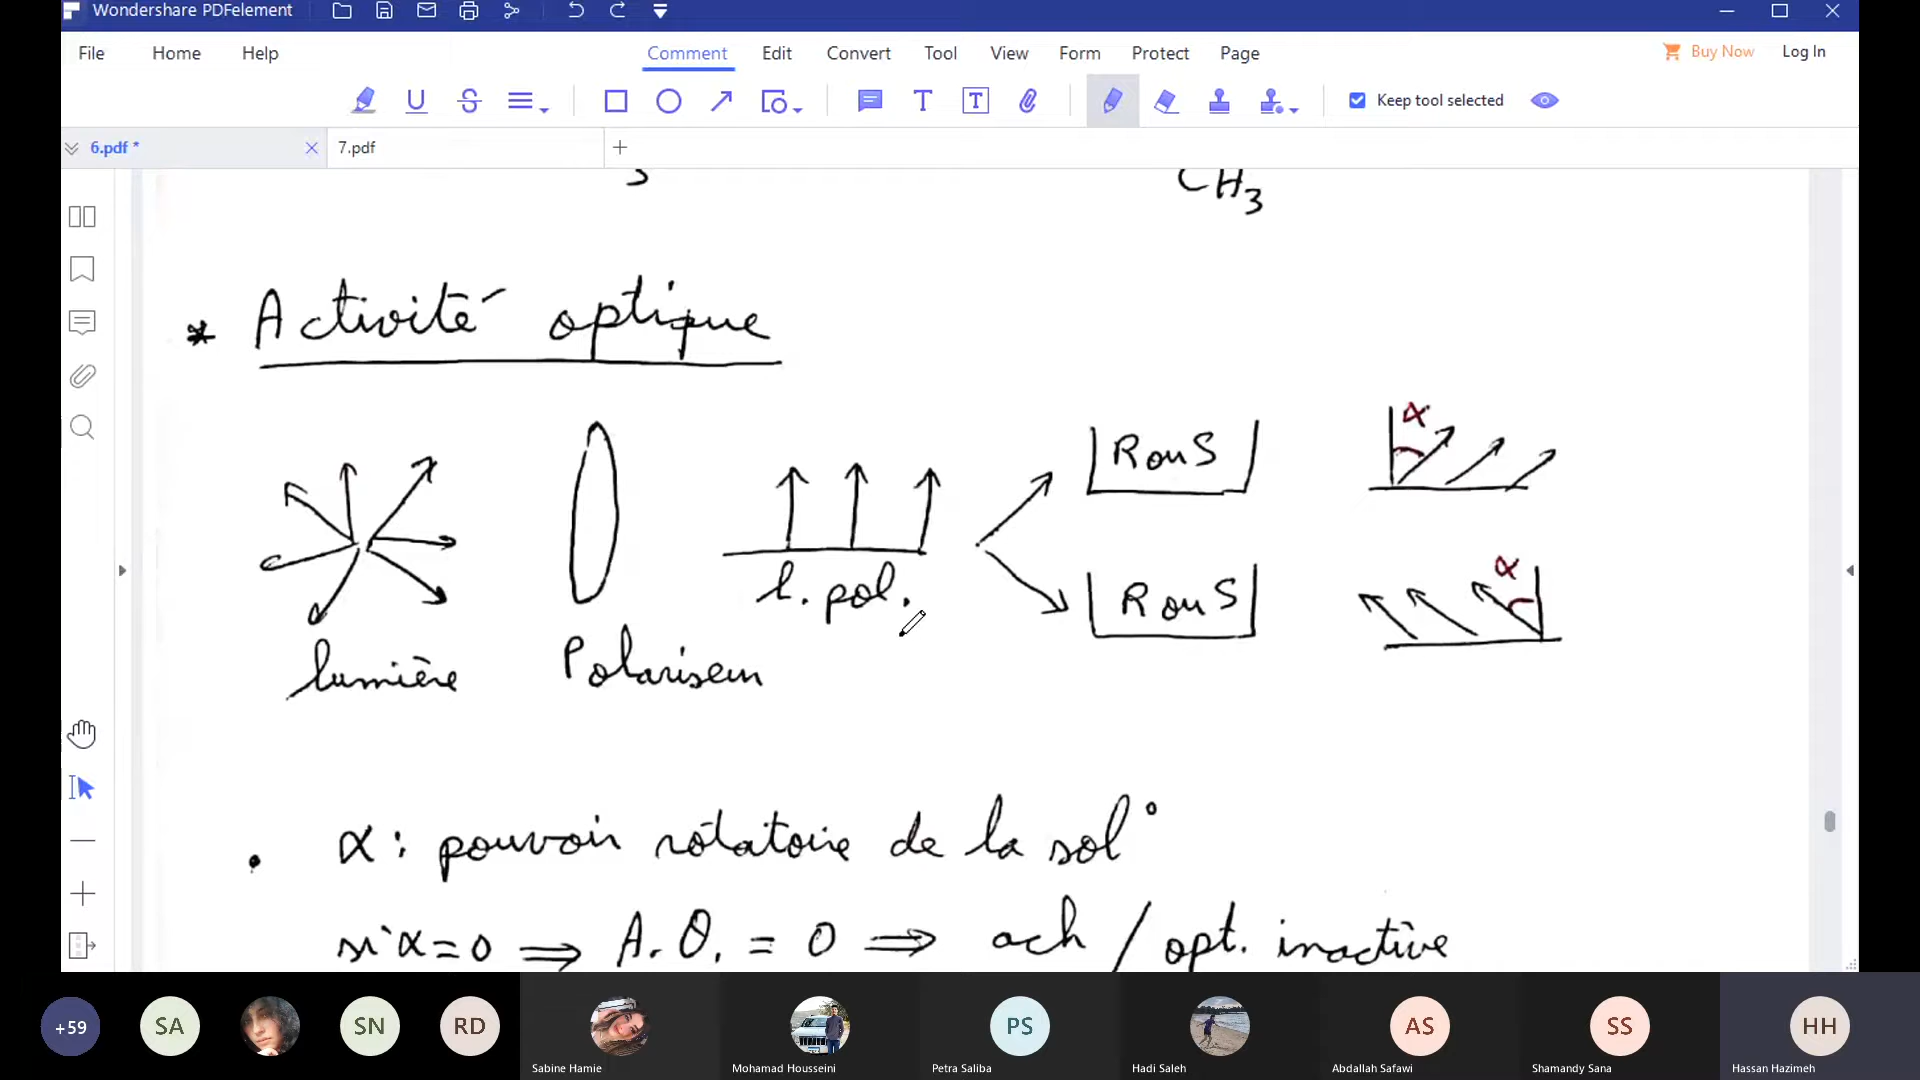 Wondershare PDFelement
File Home Help Comment Edit Convert Tool View Form Protect Page Buy Now Log In
Keep tool selected
6.pdf * 7.pdf
CH3
* Activité optique
α
R ou S
l. pol.
α
R ou S
lumière
Polariseur
• α : pouvoir rotatoire de la sol°
si α = 0 ⇒ A. O. = 0 ⇒ ach / opt. inactive
+59 SA SN RD PS AS SS HH
Sabine Hamie Mohamad Housseini Petra Saliba Hadi Saleh Abdallah Safawi Shamandy Sana Hassan Hazimeh